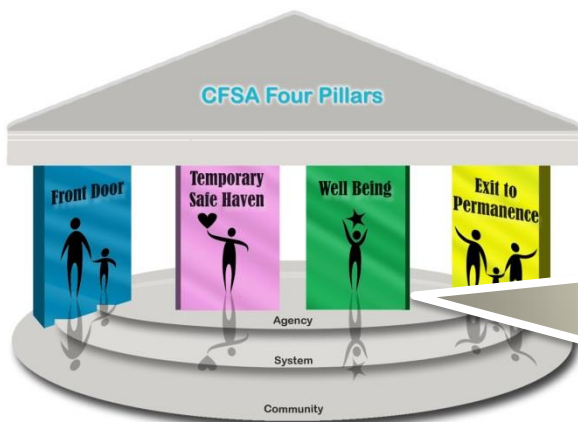 CFSA Four Pillars
Front Door
Temporary
Safe Haven
Well Being
Exit to
Permanence
Agency
System
Community